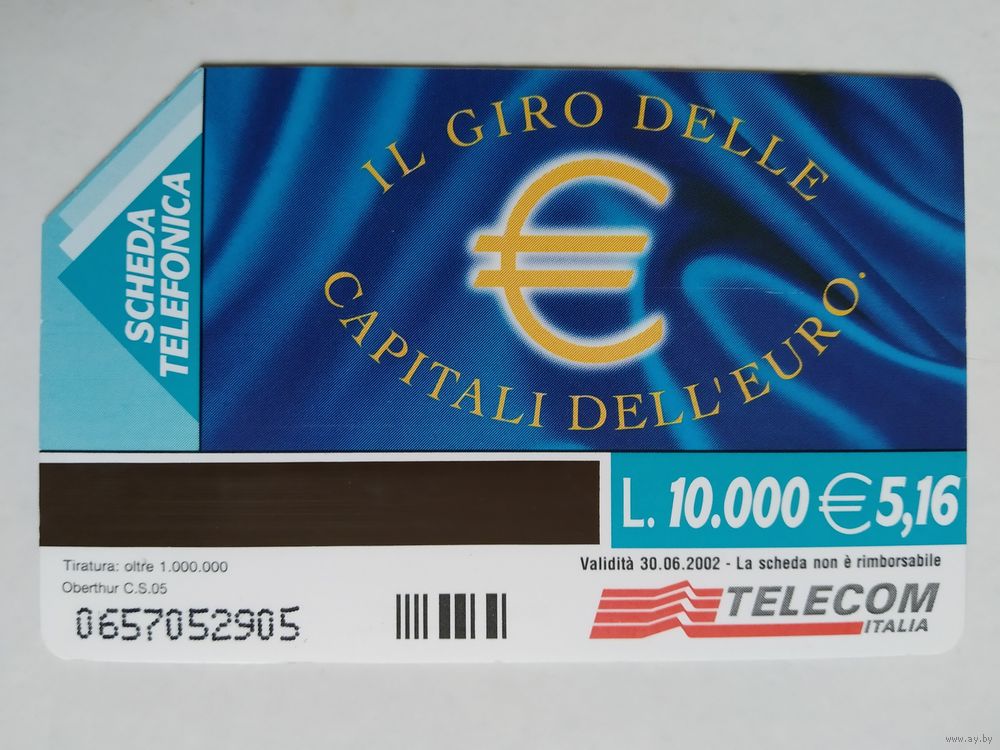 IL GIRO DELLE
€
CAPITALI DELL'EURO.
SCHEDA
TELEFONICA
L. 10.000 € 5,16
Tiratura: oltre 1.000.000
Oberthur C.S.05
0657052905
Validità 30.06.2002 - La scheda non è rimborsabile
TELECOM
ITALIA
www.ay.by